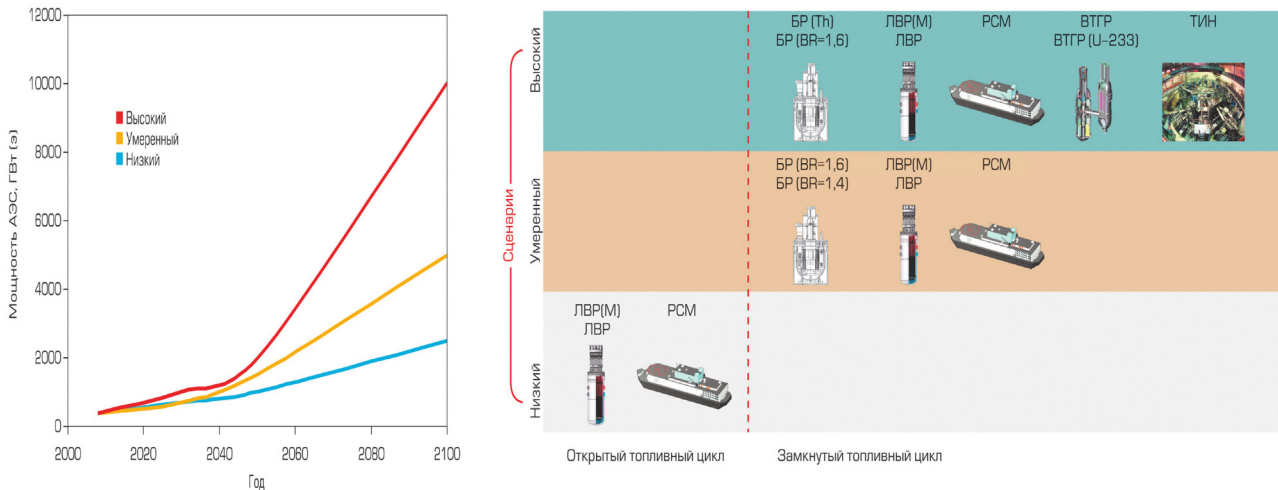 12000
10000
8000
6000
4000
2000
0
2000
2020
2040
2060
2080
2100
Мощность АЭС, ГВт (э)
Год
Высокий
Умеренный
Низкий
Сценарии
Высокий
БР (Th)
БР (BR=1,6)
ЛВР(М)
ЛВР
РСМ
ВТГР
ВТГР (U-233)
ТИН
Умеренный
БР (BR=1,6)
БР (BR=1,4)
ЛВР(М)
ЛВР
РСМ
Низкий
ЛВР(М)
ЛВР
РСМ
Открытый топливный цикл
Замкнутый топливный цикл